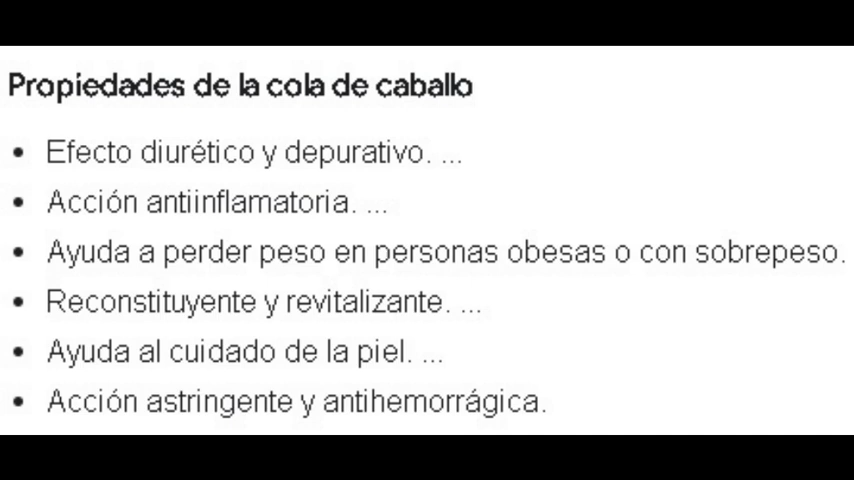 Propiedades de la cola de caballo
• Efecto diurético y depurativo. ...
• Acción antiinflamatoria. ...
• Ayuda a perder peso en personas obesas o con sobrepeso.
• Reconstituyente y revitalizante. ...
• Ayuda al cuidado de la piel. ...
• Acción astringente y antihemorrágica.